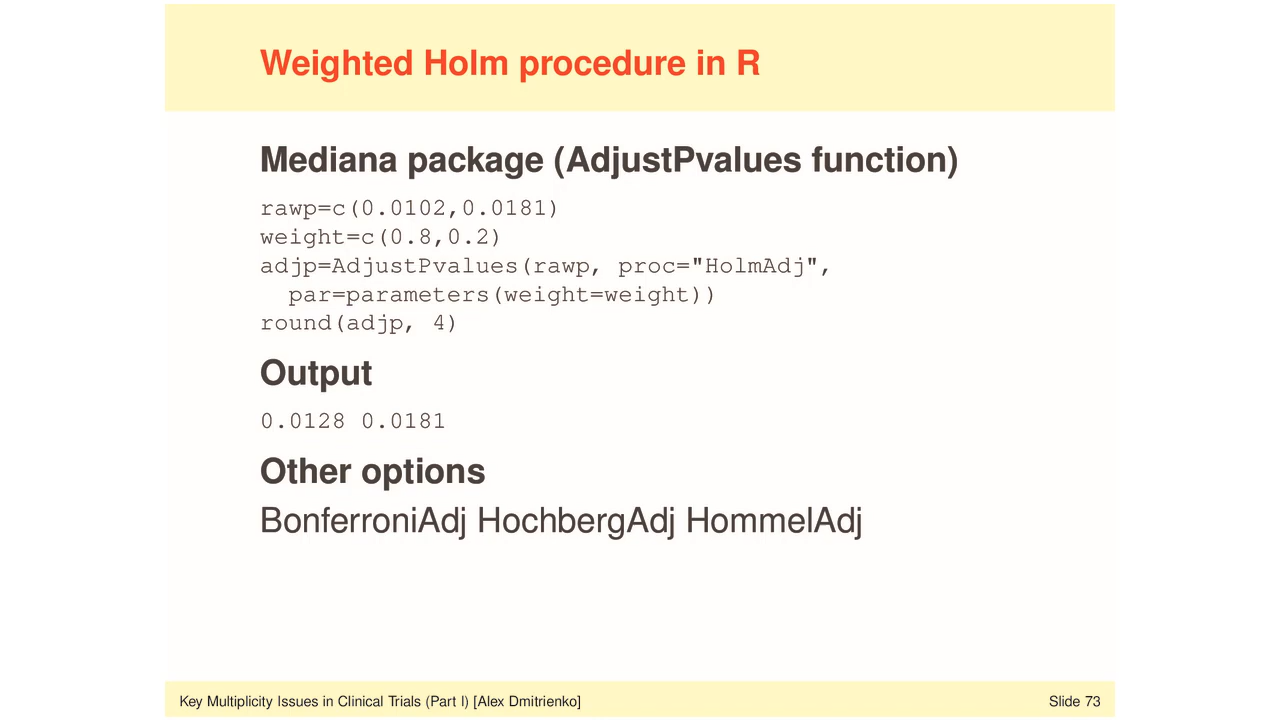 Weighted Holm procedure in R
Mediana package (AdjustPvalues function)
rawp=c(0.0102,0.0181)
weight=c(0.8,0.2)
adjp=AdjustPvalues(rawp, proc="HolmAdj",
  par=parameters(weight=weight))
round(adjp, 4)
Output
0.0128 0.0181
Other options
BonferroniAdj HochbergAdj HommelAdj
Key Multiplicity Issues in Clinical Trials (Part I) [Alex Dmitrienko]
Slide 73